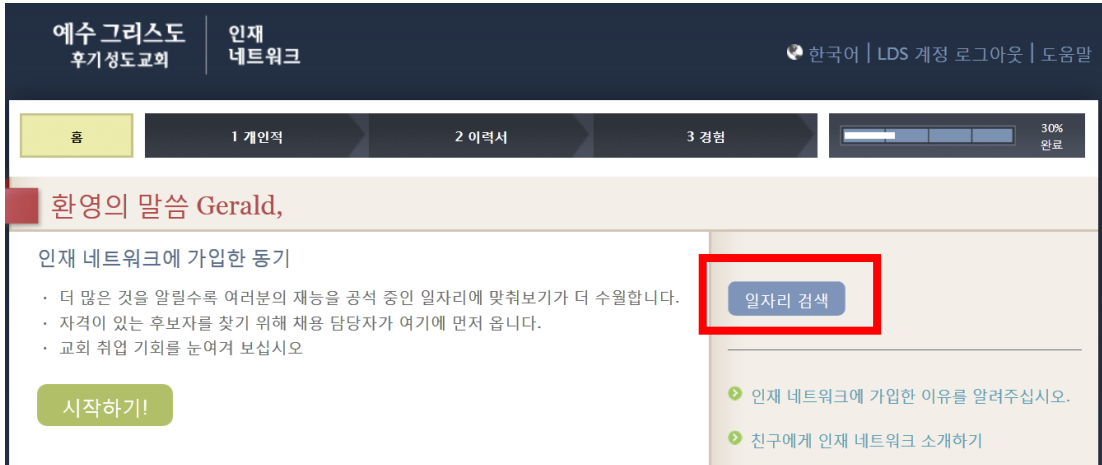 예수 그리스도
후기 성도 교회
인재
네트워크
한국어 | LDS 계정 로그아웃 | 도움말
홈
1 개인적
2 이력서
3 경험
30%
완료
환영의 말씀 Gerald,
인재 네트워크에 가입한 동기
· 더 많은 것을 알릴수록 여러분의 재능을 공석 중인 일자리에 맞춰보기가 더 수월합니다.
· 자격이 있는 후보자를 찾기 위해 채용 담당자가 여기에 먼저 옵니다.
· 교회 취업 기회를 눈여겨 보십시오
시작하기!
일자리 검색
인재 네트워크에 가입한 이유를 알려주십시오.
친구에게 인재 네트워크 소개하기